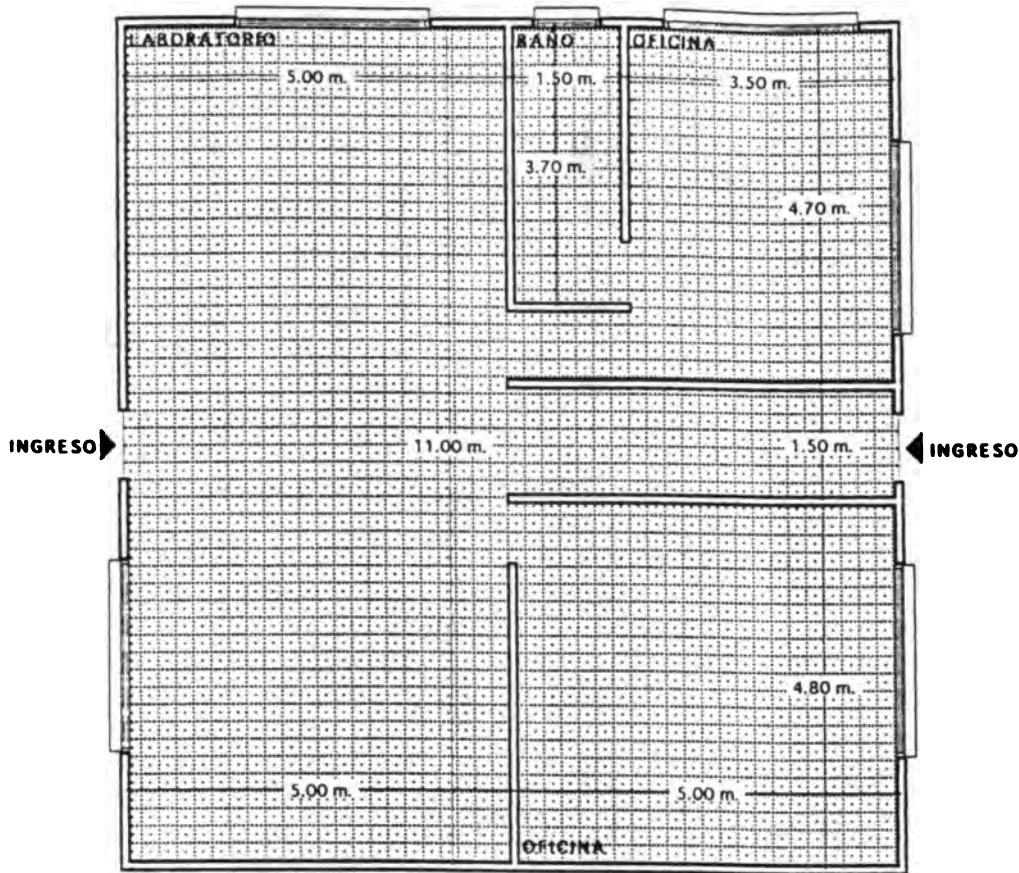 LABORATORIO
BAÑO
OFICINA
5.00 m.
1.50 m.
3.50 m.
3.70 m.
4.70 m.
INGRESO
11.00 m.
1.50 m.
INGRESO
4.80 m.
5.00 m.
5.00 m.
OFICINA